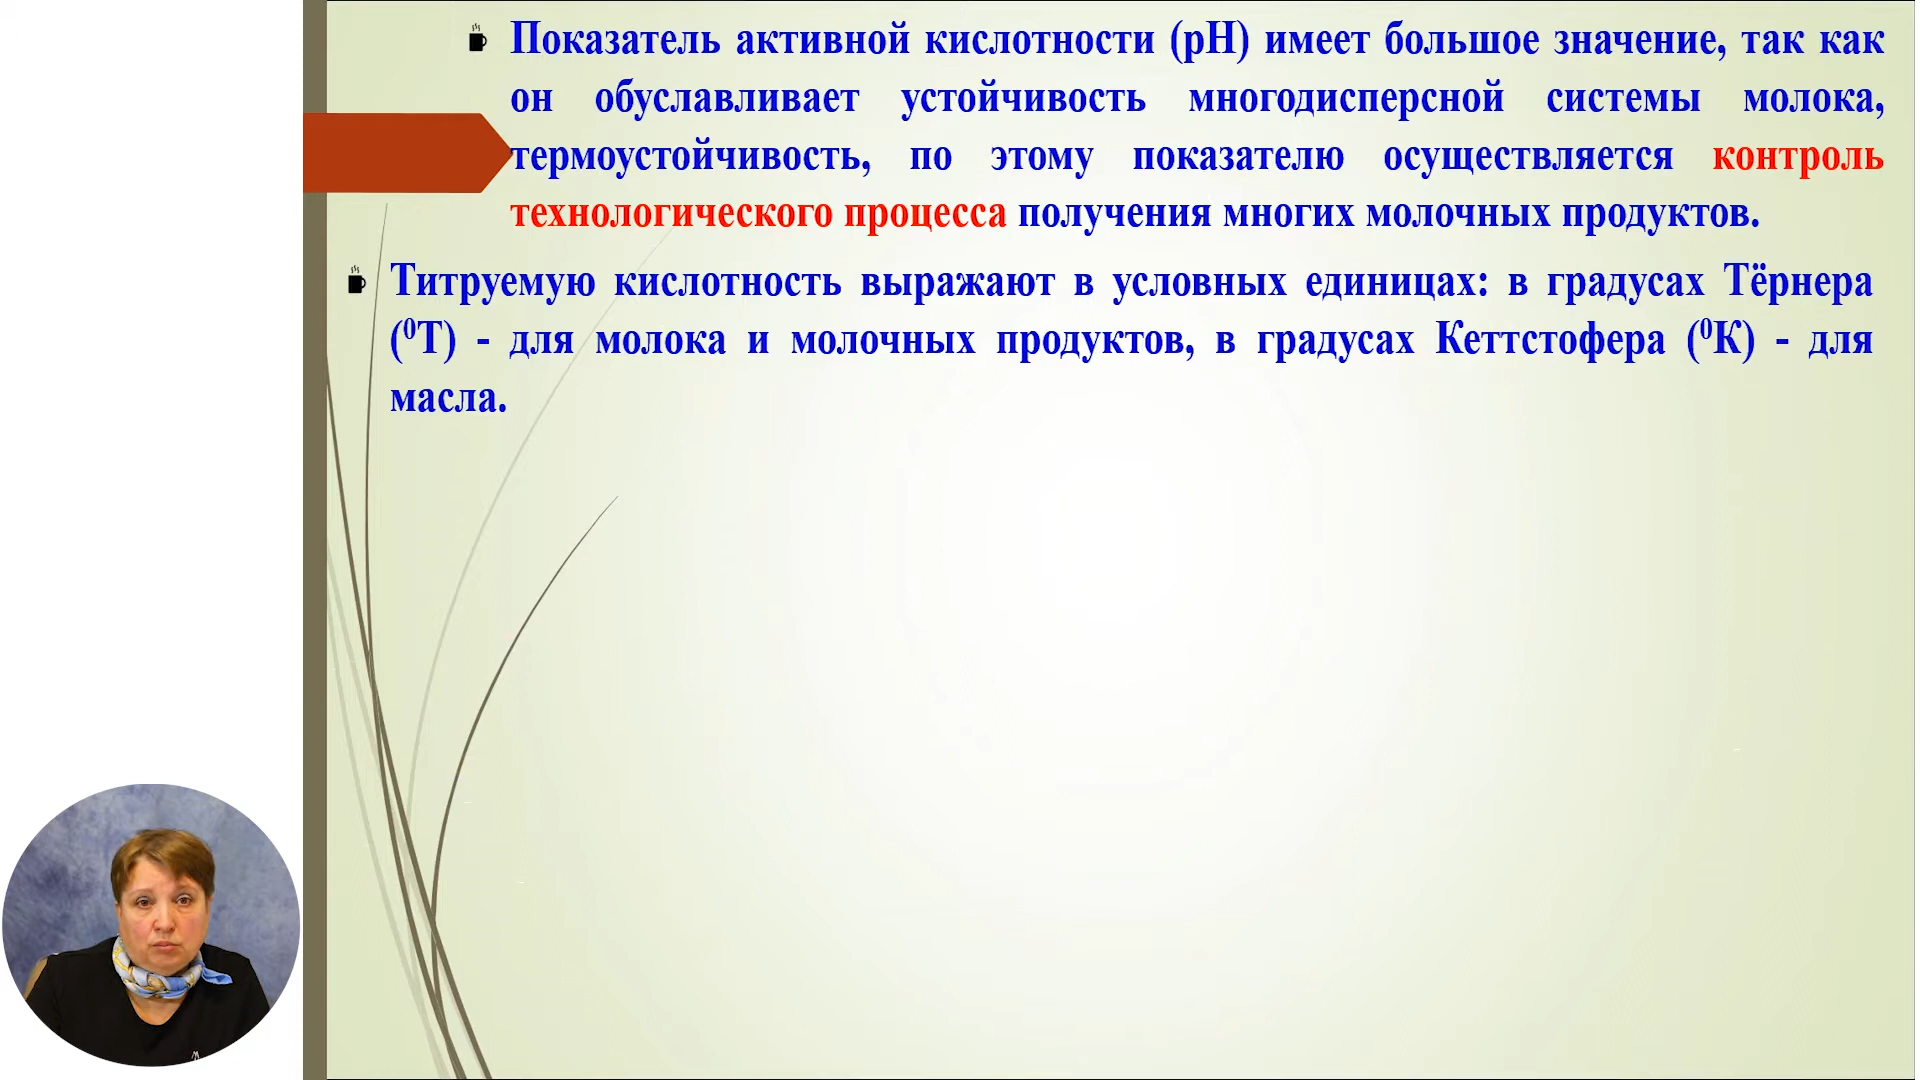 Показатель активной кислотности (рН) имеет большое значение, так как
он обуславливает устойчивость многодисперсной системы молока,
термоустойчивость, по этому показателю осуществляется контроль
технологического процесса получения многих молочных продуктов.
Титруемую кислотность выражают в условных единицах: в градусах Тёрнера
(⁰Т) - для молока и молочных продуктов, в градусах Кеттстофера (⁰К) - для
масла.